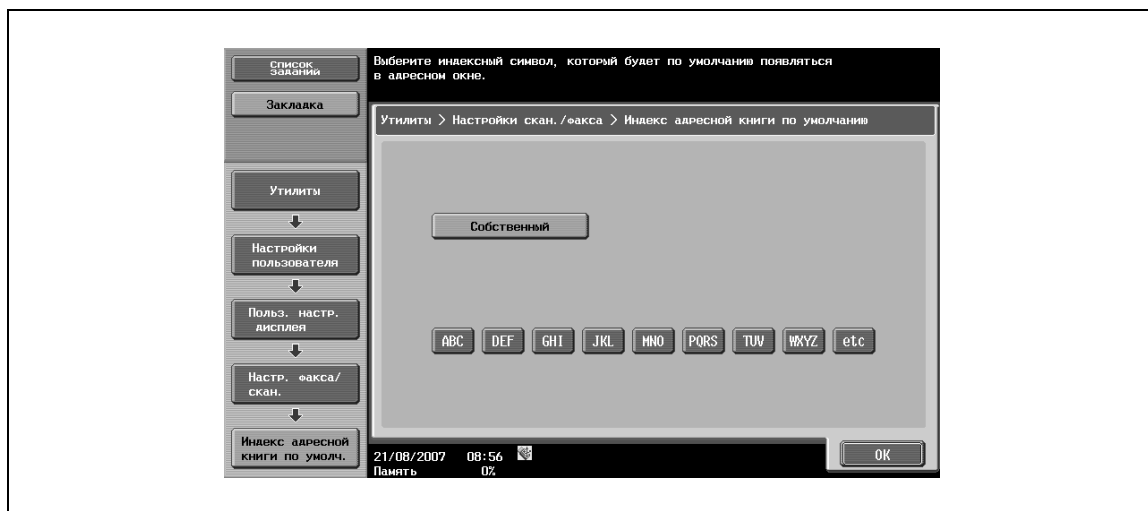 Список
заданий
Закладка
Утилиты
Настройки
пользователя
Польз. настр.
дисплея
Настр. факса/
скан.
Индекс адресной
книги по умолч.
Выберите индексный символ, который будет по умолчанию появляться
в адресном окне.
Утилиты > Настройки скан./факса > Индекс адресной книги по умолчанию
Собственный
ABC DEF GHI JKL MNO PQRS TUV WXYZ etc
21/08/2007 08:56
Память 0%
OK